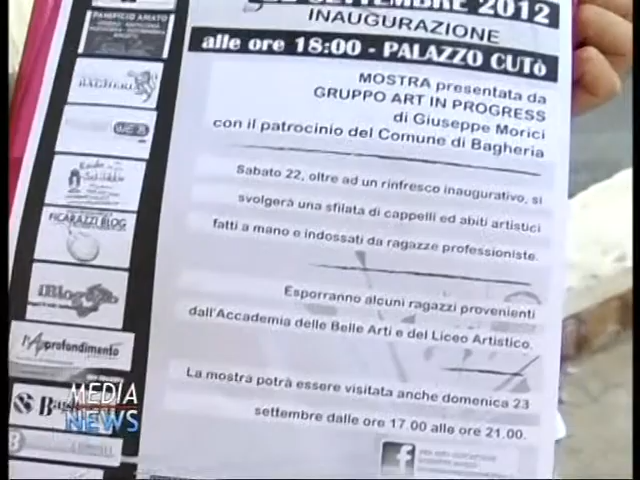 SETTEMBRE 2012
INAUGURAZIONE
alle ore 18:00 - PALAZZO CUTÒ
MOSTRA presentata da
GRUPPO ART IN PROGRESS
di Giuseppe Morici
con il patrocinio del Comune di Bagheria
Sabato 22, oltre ad un rinfresco inaugurativo, si
svolgerà una sfilata di cappelli ed abiti artistici
fatti a mano e indossati da ragazze professioniste.
Esporranno alcuni ragazzi provenienti
dall'Accademia delle Belle Arti e del Liceo Artistico.
La mostra potrà essere visitata anche domenica 23
settembre dalle ore 17.00 alle ore 21.00.
f
PANIFICIO AMATO
BAGHERIA
WEB
FICARAZZI BLOG
iBlog
l'Approfondimento
MEDIA
NEWS